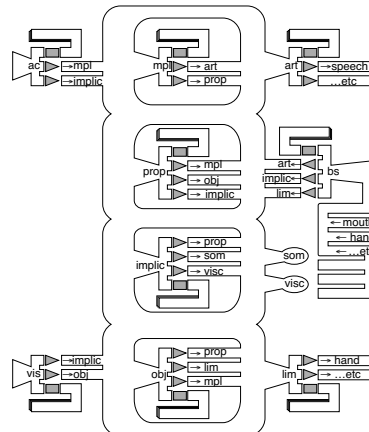 ac →mpl
→implic
mpl → art
→ prop
art →speech
...etc
prop → mpl
→ obj
→ implic
art←
implic←
lim←
bs
← mouth
← hand
← ...etc
implic → prop
→ som
→ visc
som
visc
vis →implic
→obj
obj → prop
→ lim
→ mpl
lim → hand
→ ...etc